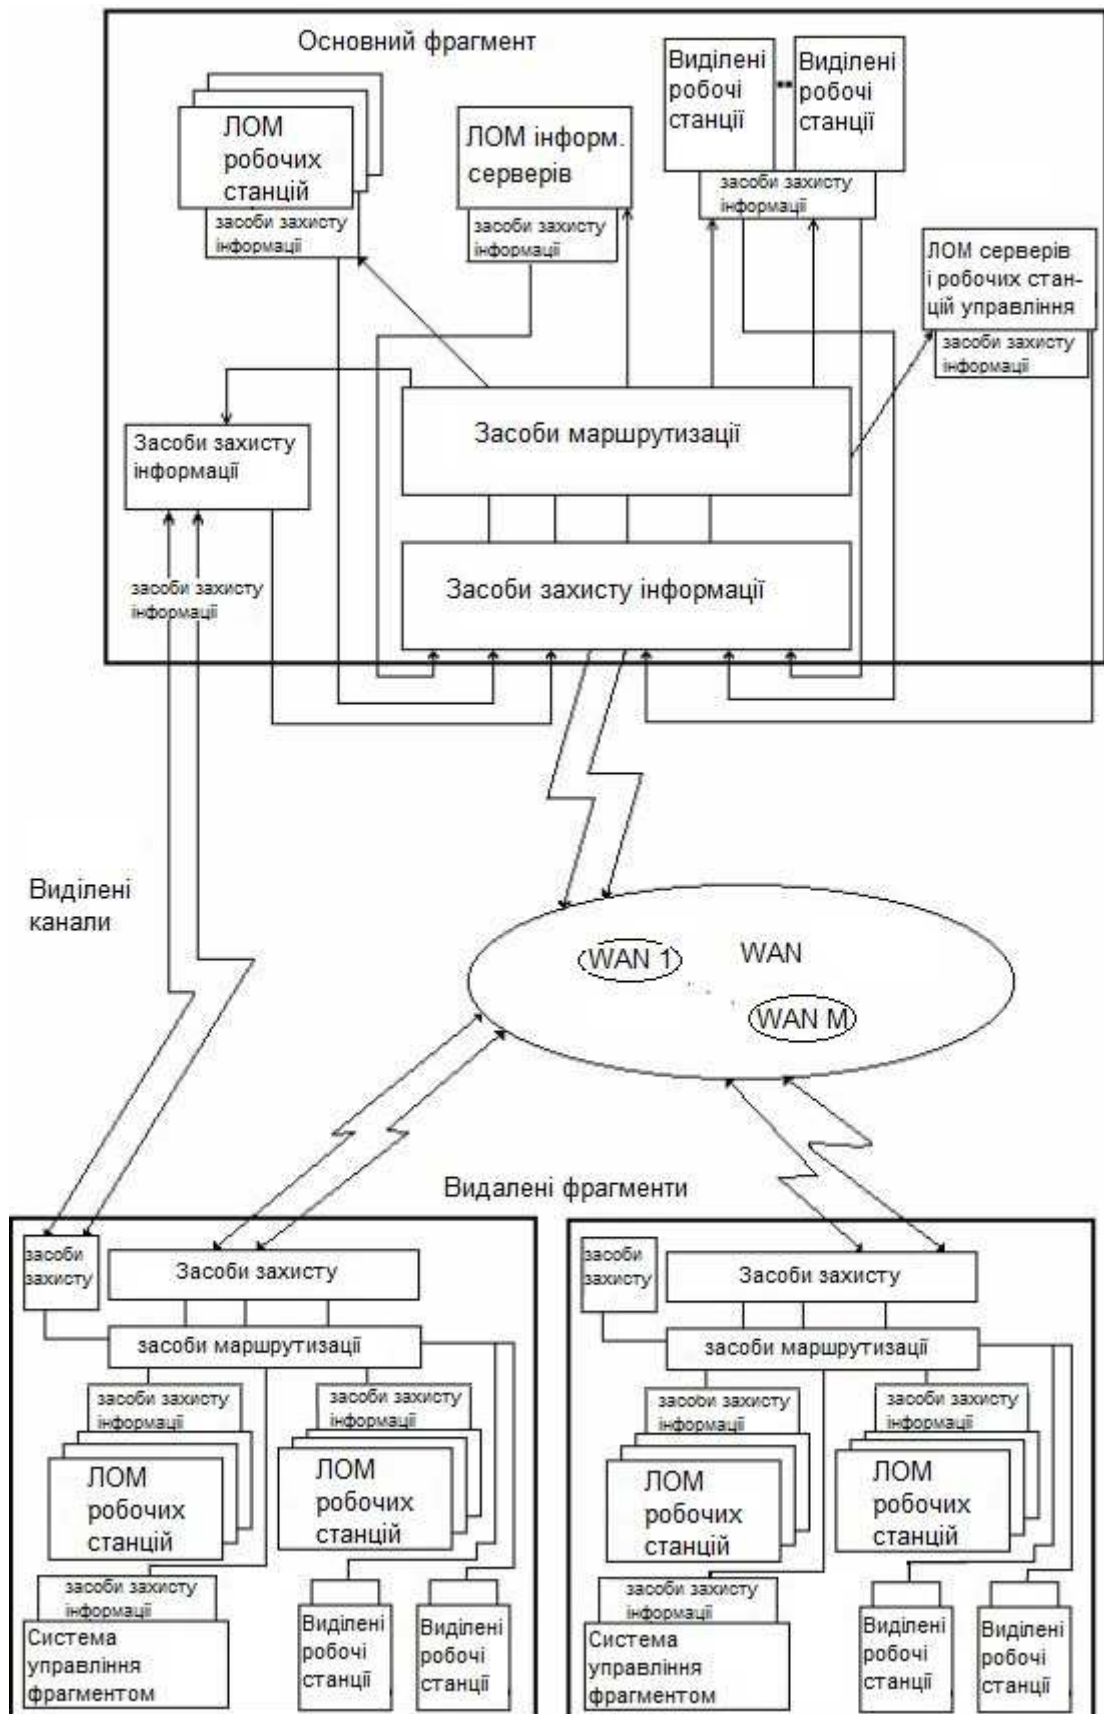 Основний фрагмент
ЛОМ
робочих
станцій
засоби захисту
інформації
ЛОМ інформ.
серверів
засоби захисту
інформації
Виділені
робочі
станції
Виділені
робочі
станції
засоби захисту
інформації
ЛОМ серверів
і робочих стан-
цій управління
засоби захисту
інформації
Засоби маршрутизації
Засоби захисту
інформації
Засоби захисту інформації
засоби захисту
інформації
Виділені
канали
WAN 1
WAN
WAN M
Видалені фрагменти
засоби
захисту
Засоби захисту
засоби маршрутизації
засоби захисту
інформації
засоби захисту
інформації
ЛОМ
робочих
станцій
ЛОМ
робочих
станцій
засоби захисту
інформації
Система
управління
фрагментом
Виділені
робочі
станції
Виділені
робочі
станції
засоби
захисту
Засоби захисту
засоби маршрутизації
засоби захисту
інформації
засоби захисту
інформації
ЛОМ
робочих
станцій
ЛОМ
робочих
станцій
засоби захисту
інформації
Система
управління
фрагментом
Виділені
робочі
станції
Виділені
робочі
станції